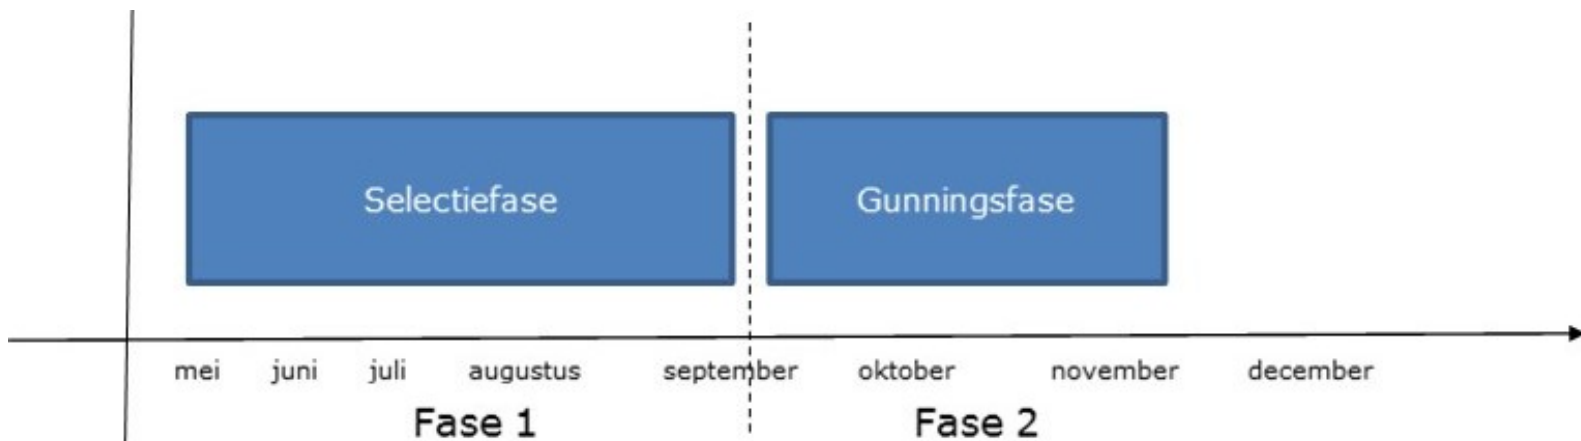 Selectiefase Gunningsfase
mei juni juli augustus september oktober november december
Fase 1 Fase 2